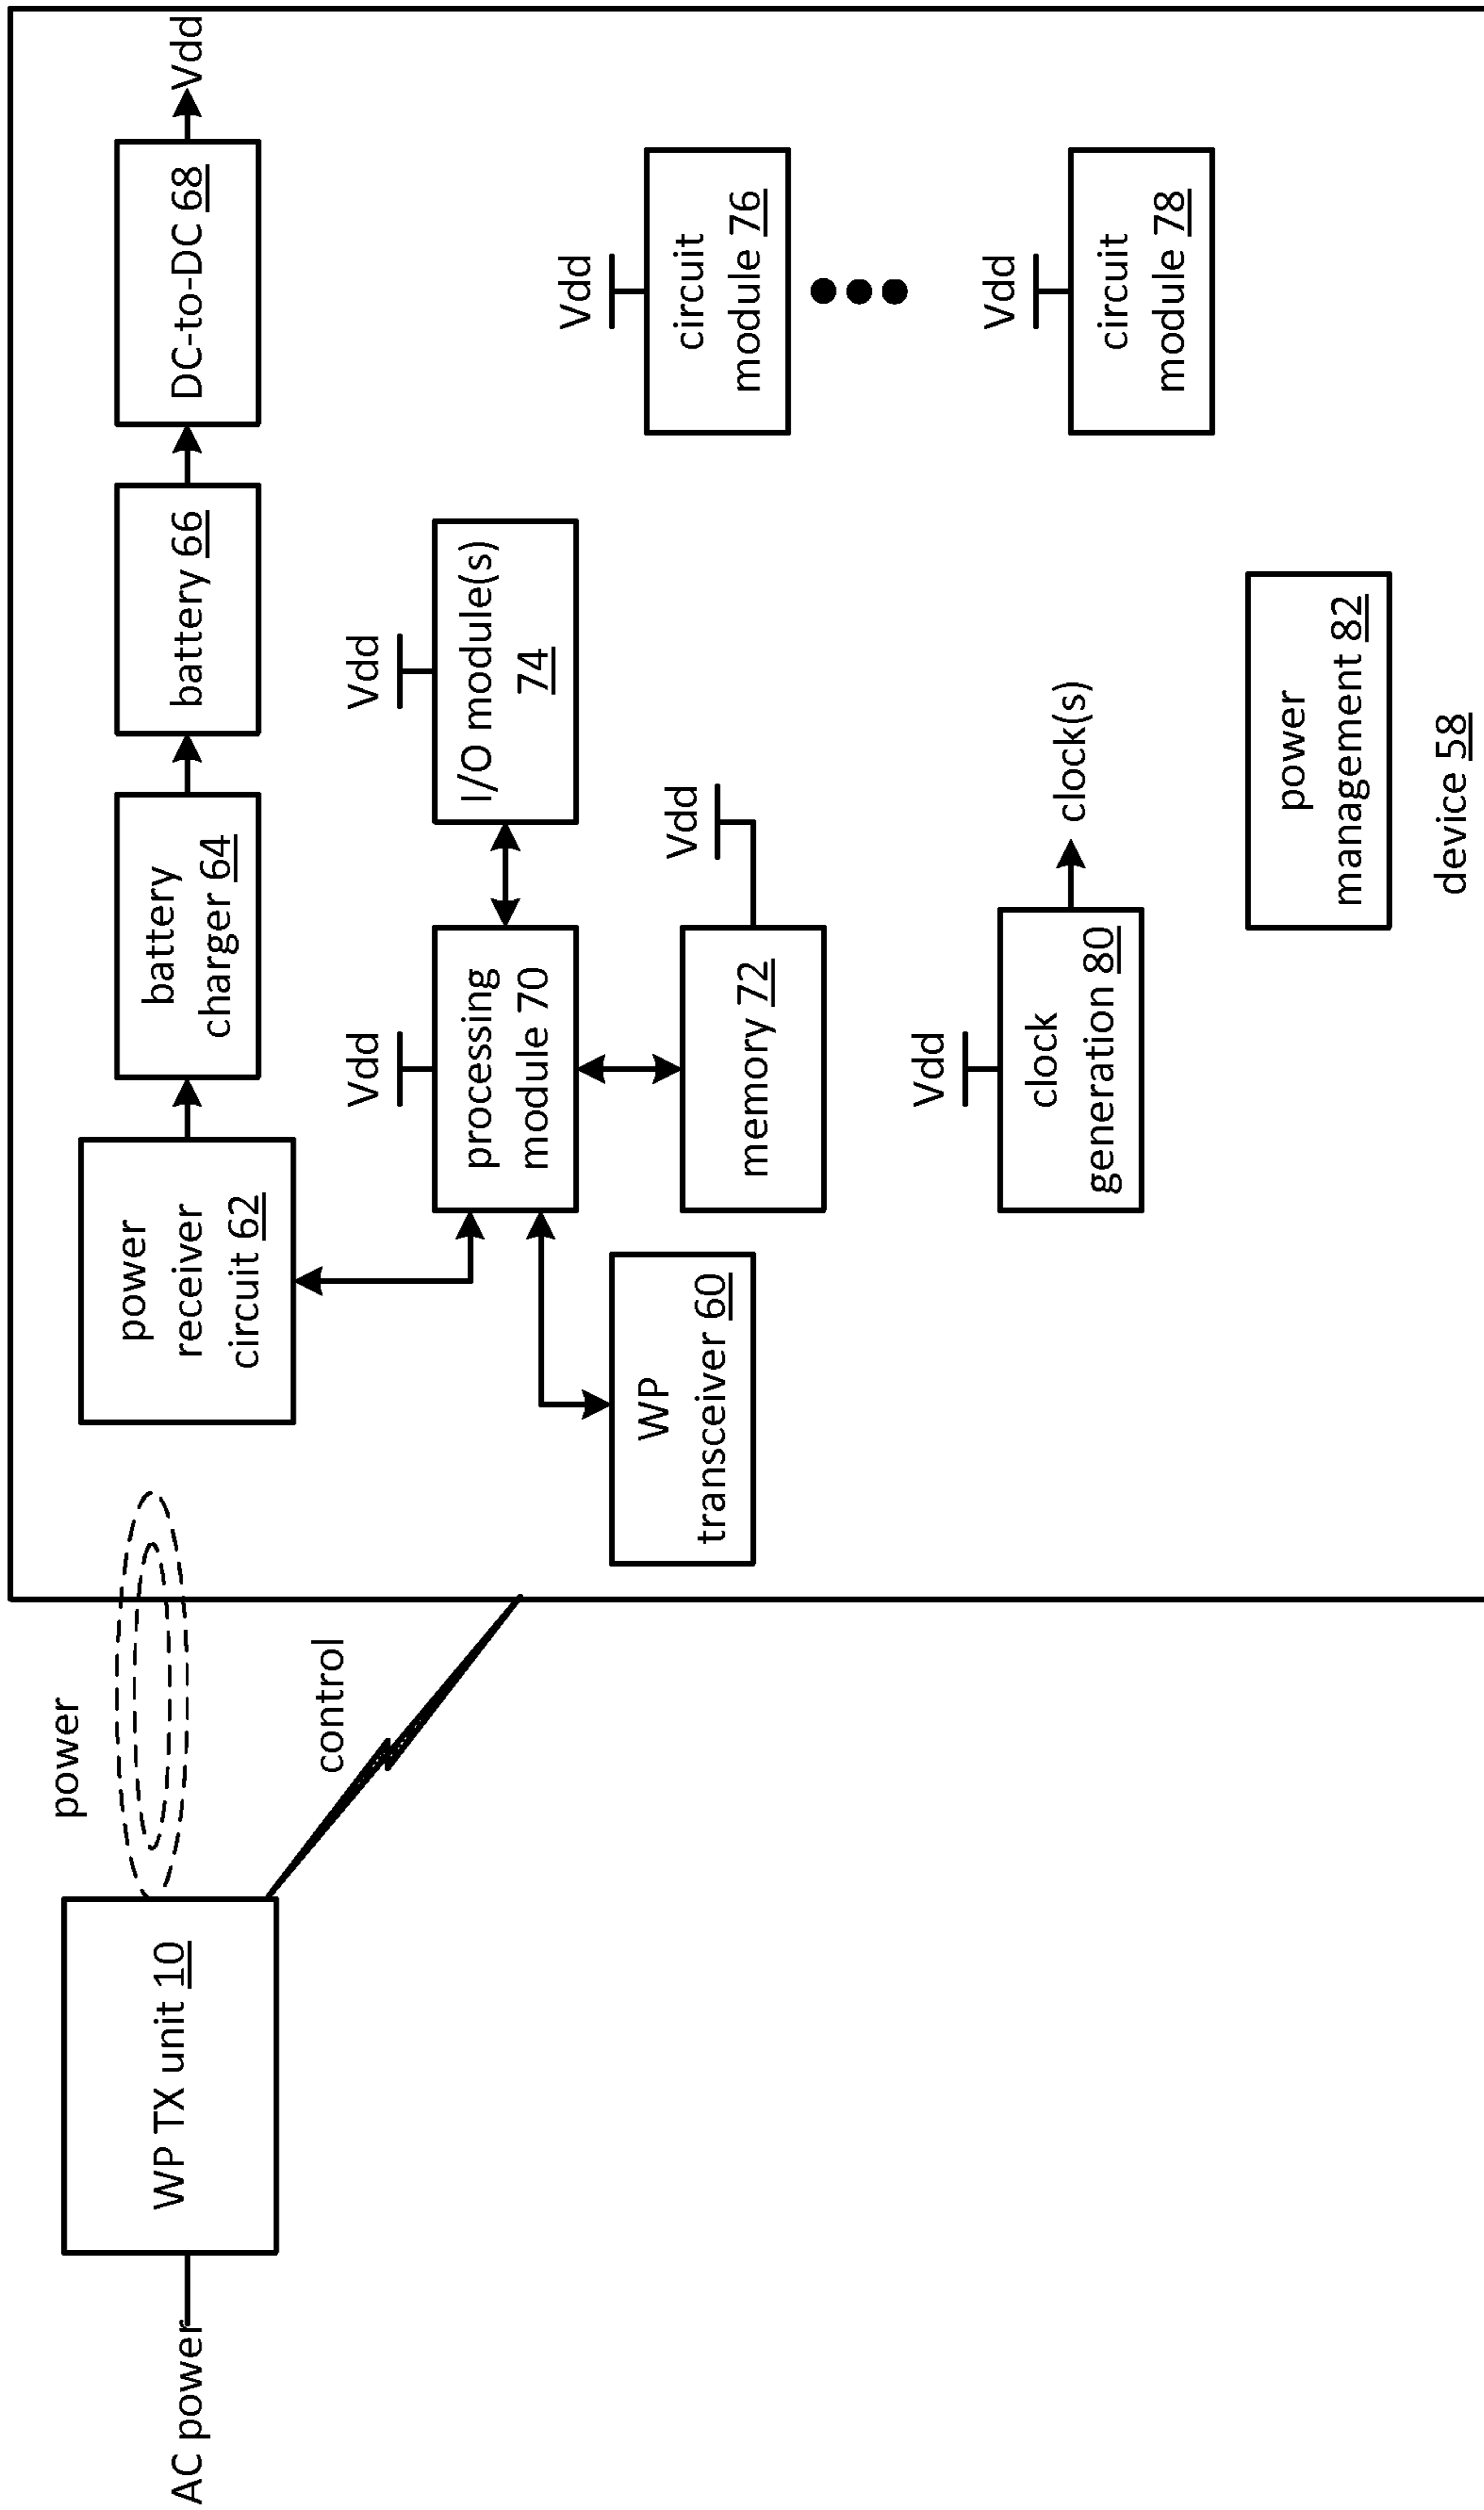 AC power
WP TX unit 10
power
control
power
receiver
circuit 62
battery
charger 64
battery 66
DC-to-DC 68
Vdd
Vdd
processing
module 70
Vdd
I/O module(s)
74
WP
transceiver 60
memory 72
Vdd
Vdd
circuit
module 76
Vdd
clock
generation 80
clock(s)
Vdd
circuit
module 78
power
management 82
device 58